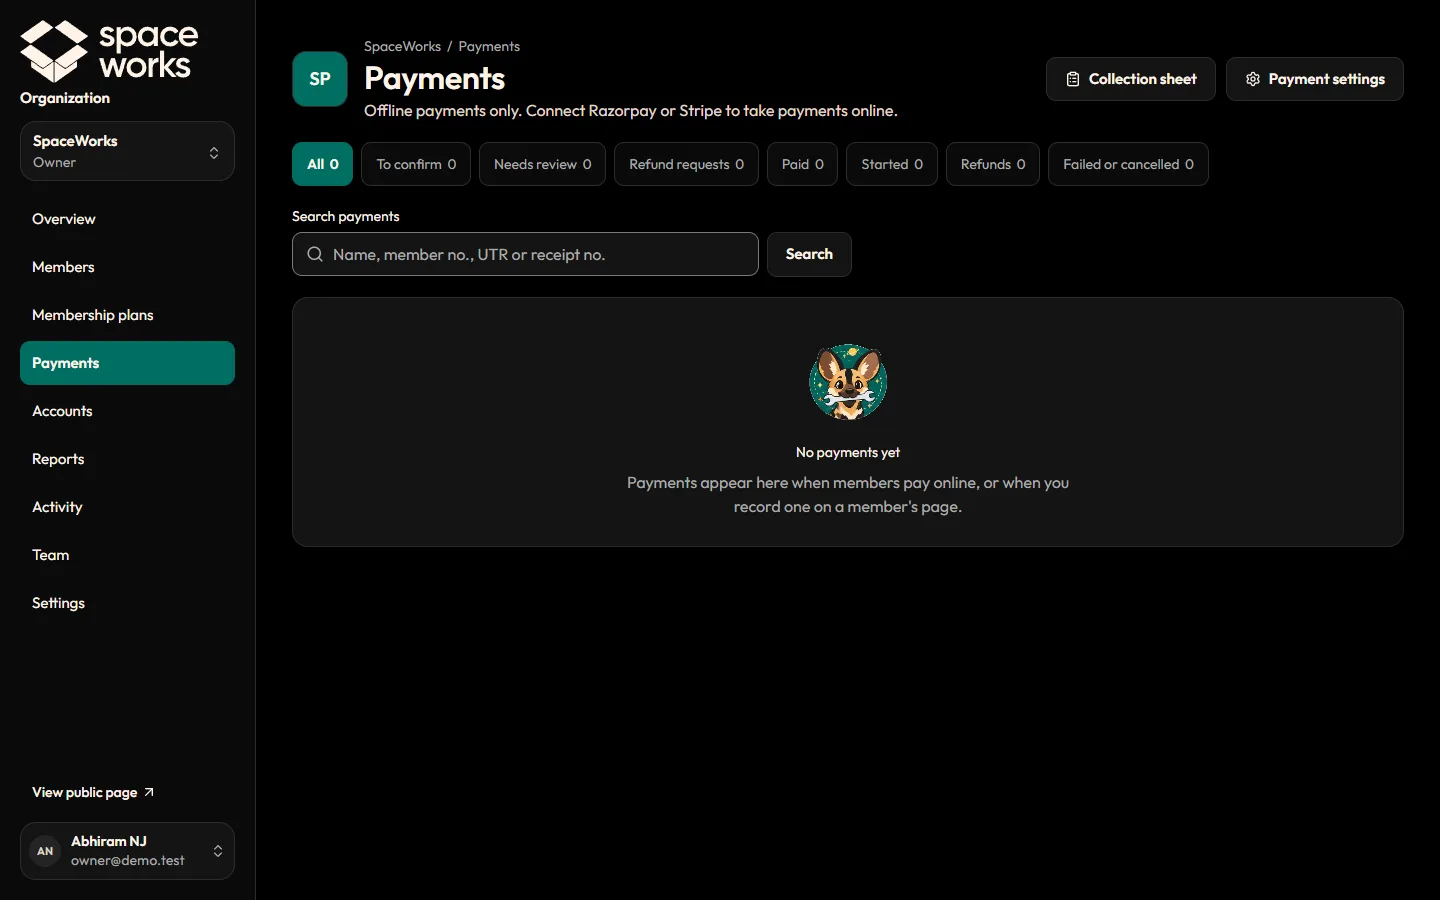 space
works
Organization
SpaceWorks
Owner
Overview
Members
Membership plans
Payments
Accounts
Reports
Activity
Team
Settings
View public page
AN
Abhiram NJ
owner@demo.test
SpaceWorks / Payments
SP
Payments
Offline payments only. Connect Razorpay or Stripe to take payments online.
Collection sheet
Payment settings
All 0
To confirm 0
Needs review 0
Refund requests 0
Paid 0
Started 0
Refunds 0
Failed or cancelled 0
Search payments
Name, member no., UTR or receipt no.
Search
No payments yet
Payments appear here when members pay online, or when you
record one on a member's page.